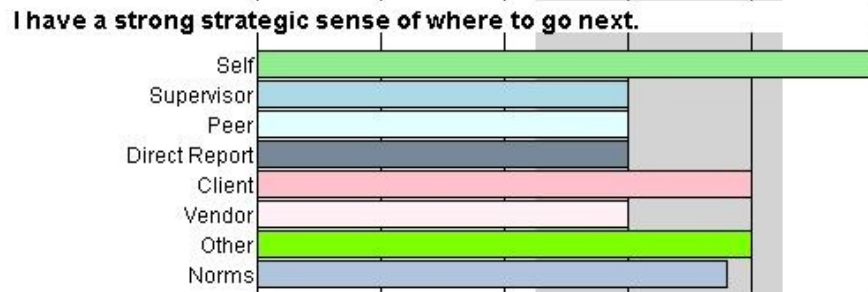 I have a strong strategic sense of where to go next.
Self
Supervisor
Peer
Direct Report
Client
Vendor
Other
Norms